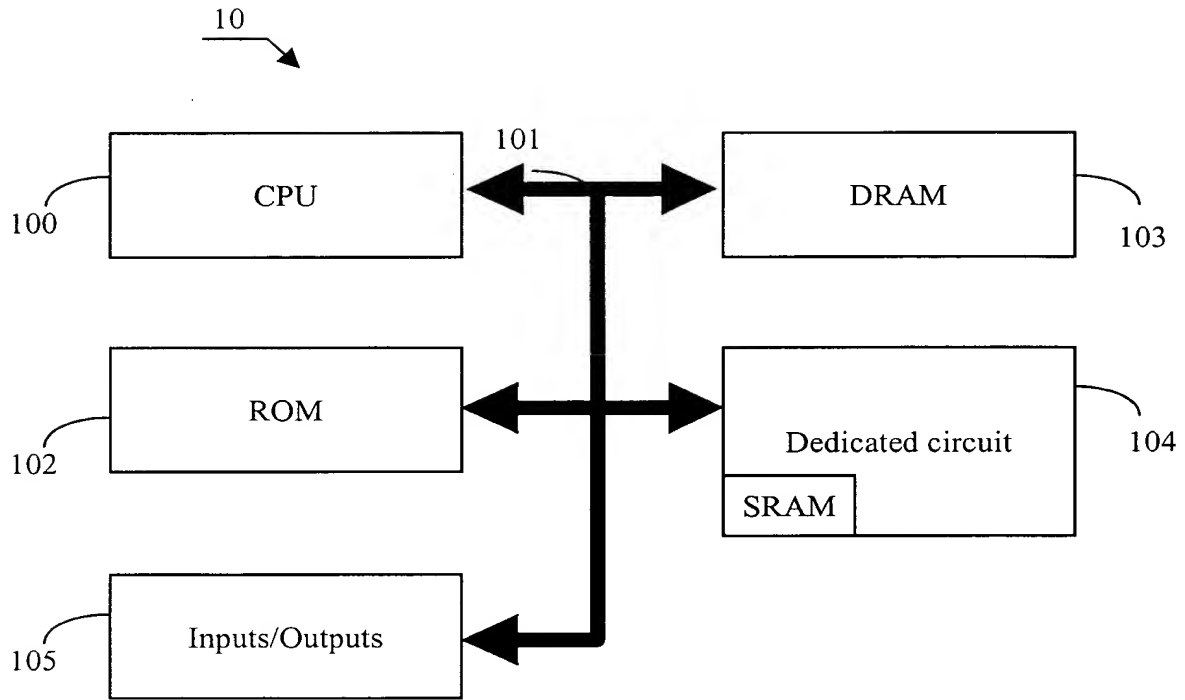 10
101
CPU
DRAM
100
103
ROM
Dedicated circuit
102
104
SRAM
Inputs/Outputs
105